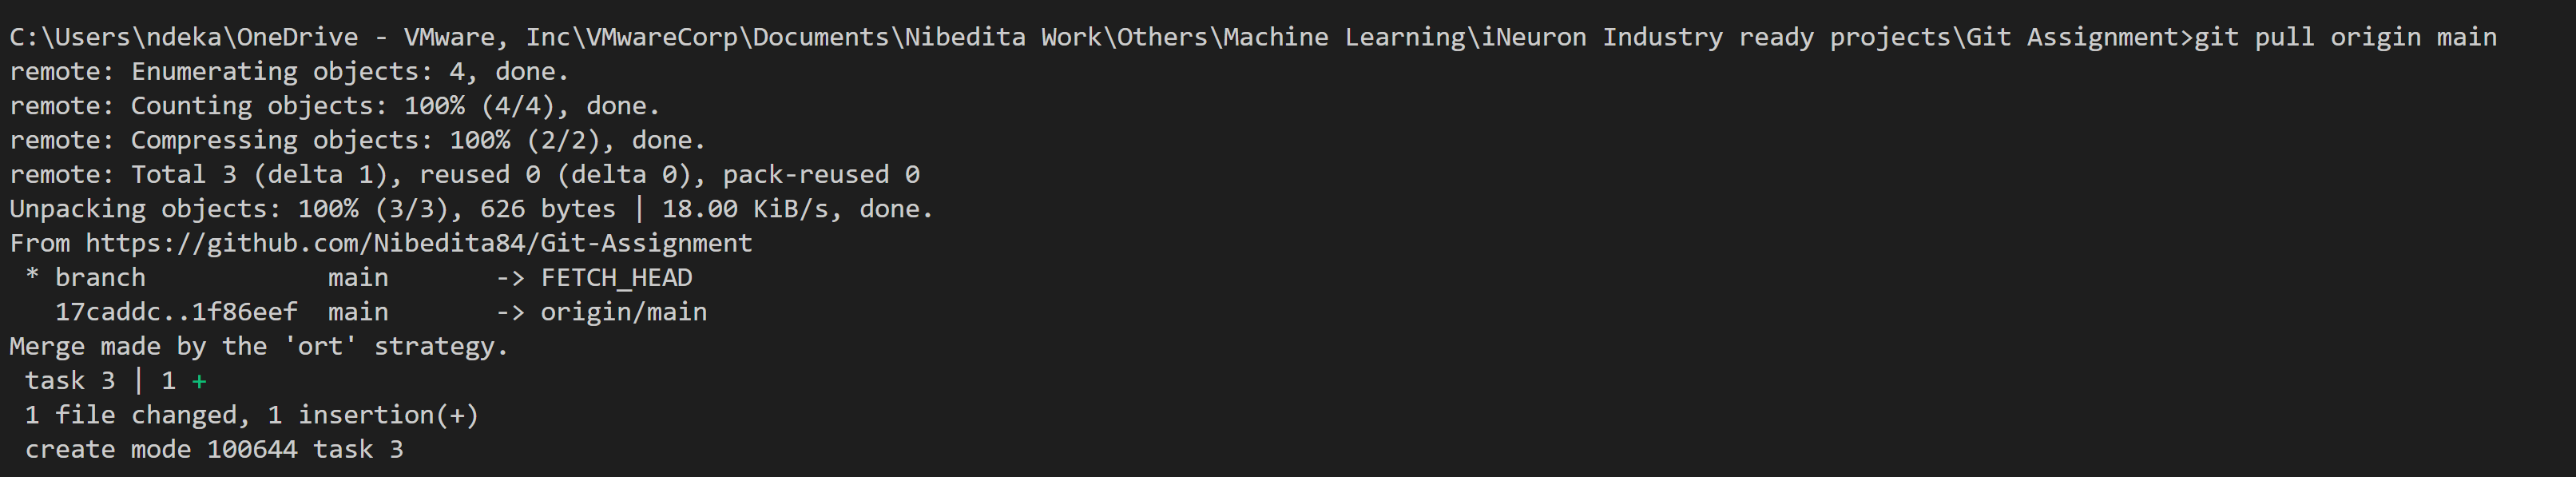 C:\Users\ndeka\OneDrive - VMware, Inc\VMwareCorp\Documents\Nibedita Work\Others\Machine Learning\iNeuron Industry ready projects\Git Assignment>git pull origin main
remote: Enumerating objects: 4, done.
remote: Counting objects: 100% (4/4), done.
remote: Compressing objects: 100% (2/2), done.
remote: Total 3 (delta 1), reused 0 (delta 0), pack-reused 0
Unpacking objects: 100% (3/3), 626 bytes | 18.00 KiB/s, done.
From https://github.com/Nibedita84/Git-Assignment
 * branch            main       -> FETCH_HEAD
   17caddc..1f86eef  main       -> origin/main
Merge made by the 'ort' strategy.
 task 3 | 1 +
 1 file changed, 1 insertion(+)
 create mode 100644 task 3